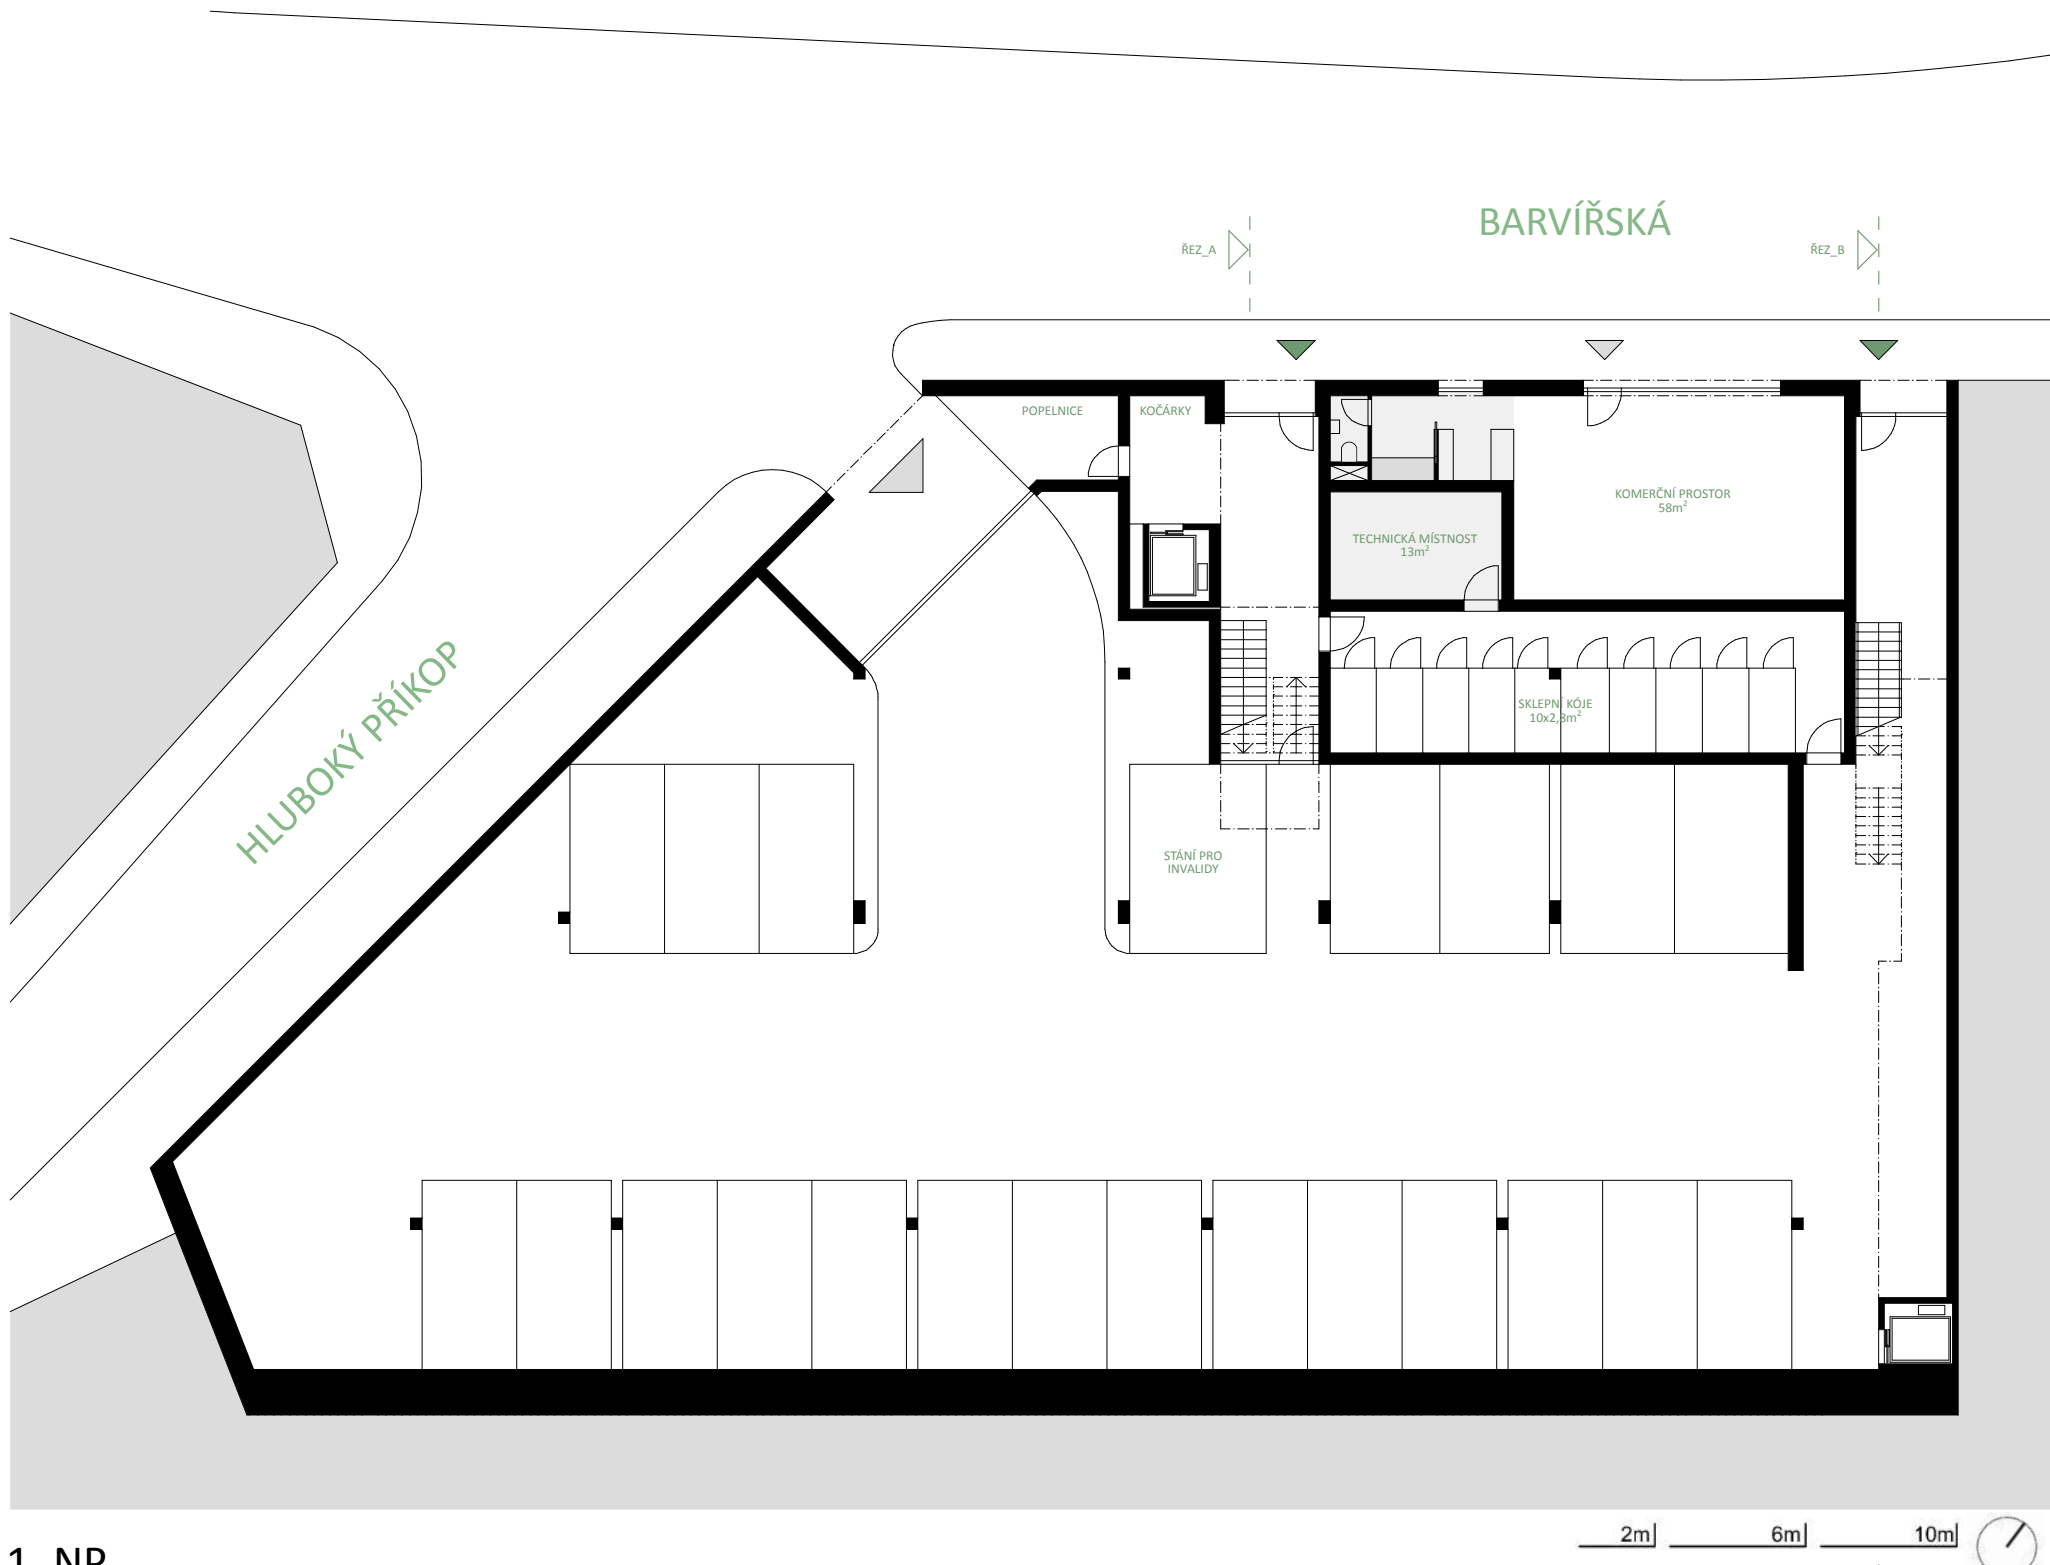 BARVÍŘSKÁ
ŘEZ_A
ŘEZ_B
POPELNICE
KOČÁRKY
KOMERČNÍ PROSTOR
58m²
TECHNICKÁ MÍSTNOST
13m²
HLUBOKÝ PŘÍKOP
SKLEPNÍ KÓJE
10x2,8m²
STÁNÍ PRO
INVALIDY
2m
6m
10m
1. NP